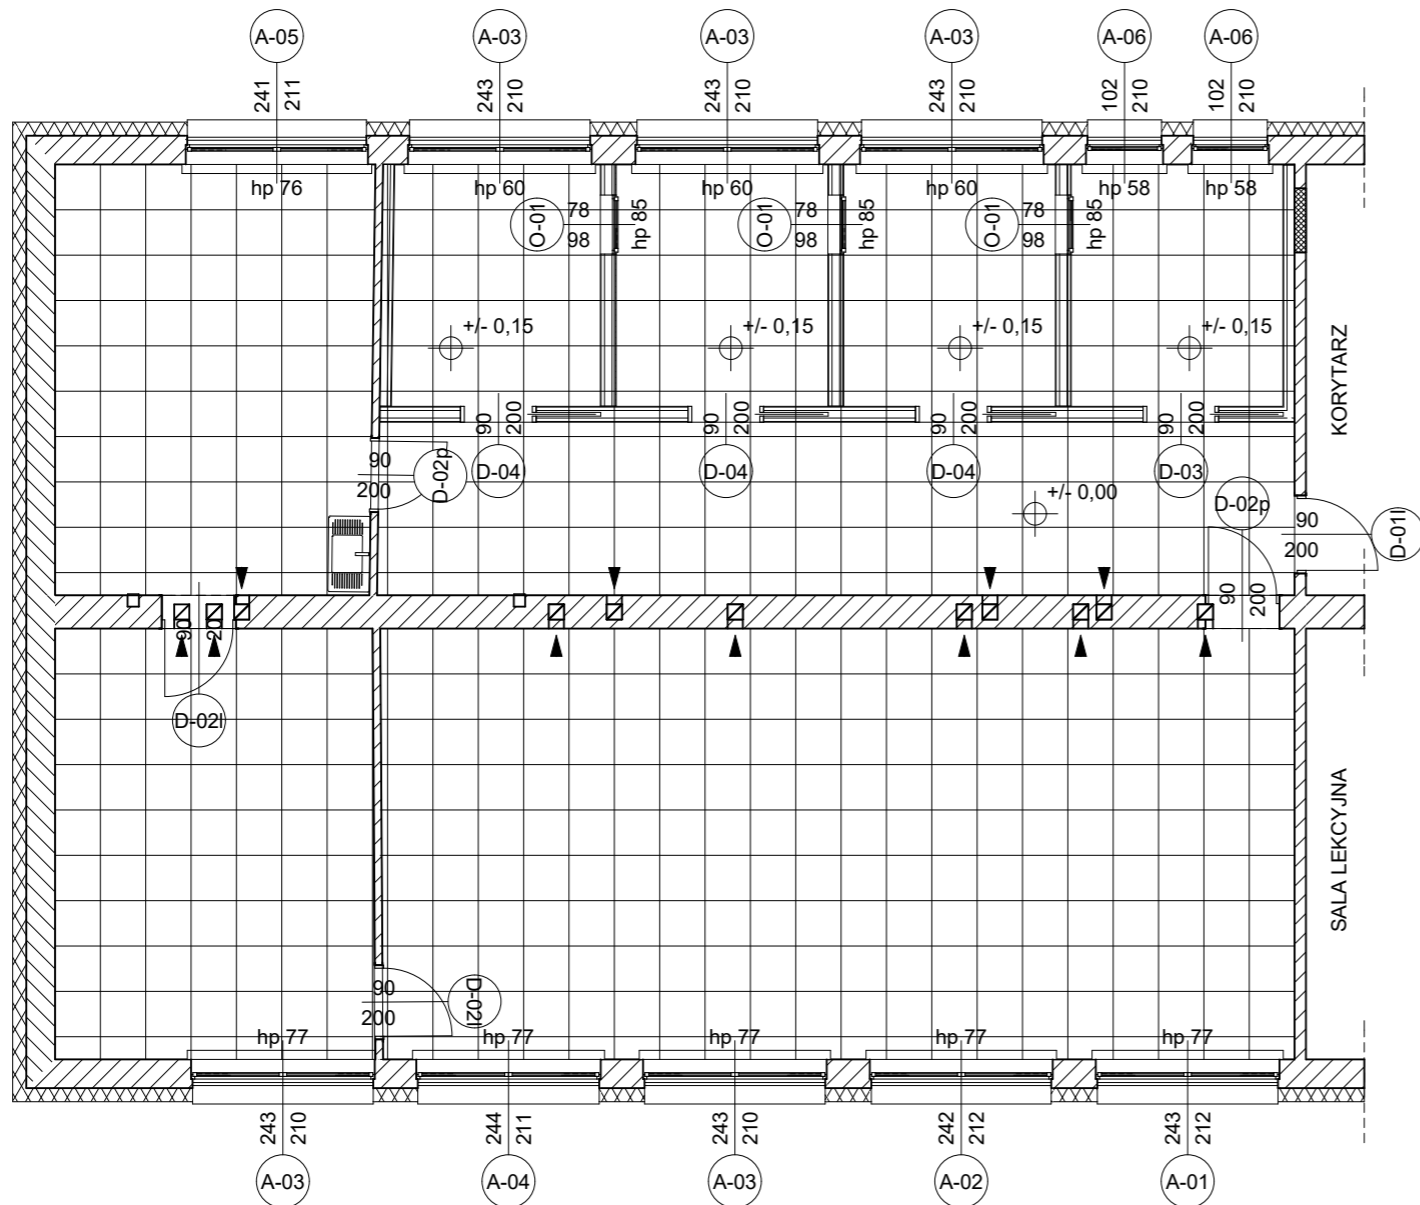 A-05 A-03 A-03 A-03 A-06 A-06
241 243 243 243 102 102
211 210 210 210 210 210
hp 76 hp 60 hp 60 hp 60 hp 58 hp 58
O-01 78 hp 85 O-01 78 hp 85 O-01 78 hp 85
98 98 98
+/- 0,15 +/- 0,15 +/- 0,15 +/- 0,15
KORYTARZ
90 90 90 90
200 200 200 200
D-04 D-04 D-04 D-03
90 D-02p
200
+/- 0,00
D-02p
90 D-01l
200
90
200
90
D-02l
SALA LEKCYJNA
90 D-02l
200
hp 77 hp 77 hp 77 hp 77 hp 77
243 244 243 242 243
210 211 210 212 212
A-03 A-04 A-03 A-02 A-01